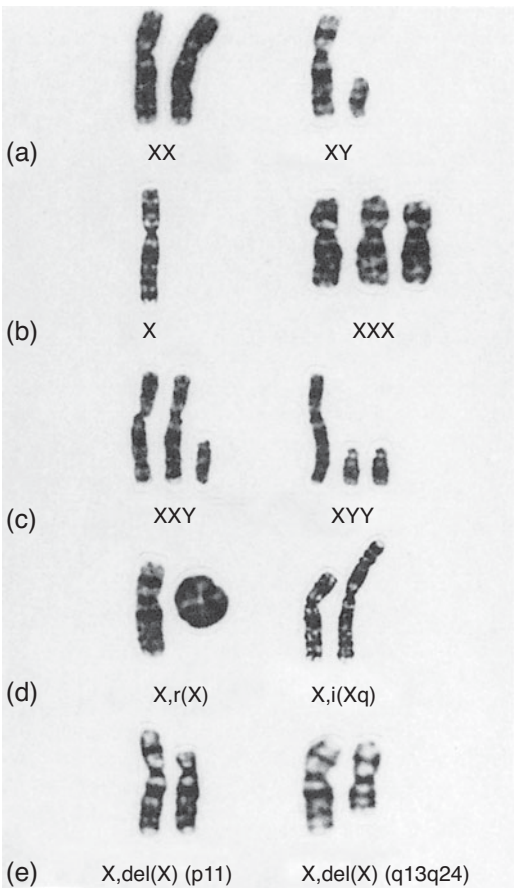 (a) XX XY
(b) X XXX
(c) XXY XYY
(d) X,r(X) X,i(Xq)
(e) X,del(X) (p11) X,del(X) (q13q24)